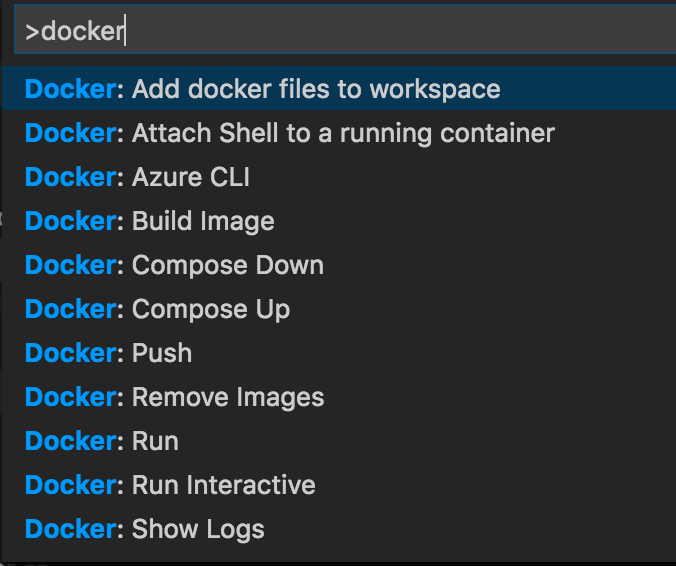 >docker
Docker: Add docker files to workspace
Docker: Attach Shell to a running container
Docker: Azure CLI
Docker: Build Image
Docker: Compose Down
Docker: Compose Up
Docker: Push
Docker: Remove Images
Docker: Run
Docker: Run Interactive
Docker: Show Logs